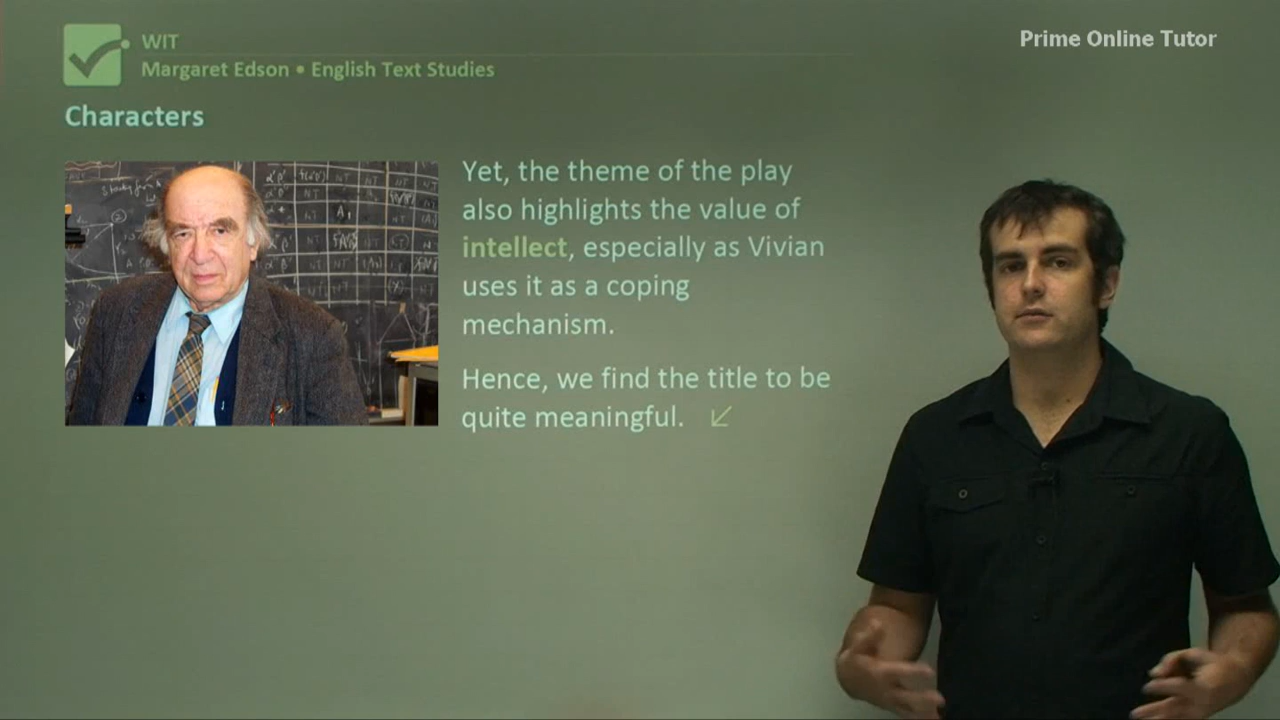 WIT
Margaret Edson • English Text Studies
Prime Online Tutor
Characters
Yet, the theme of the play
also highlights the value of
intellect, especially as Vivian
uses it as a coping
mechanism.
Hence, we find the title to be
quite meaningful.